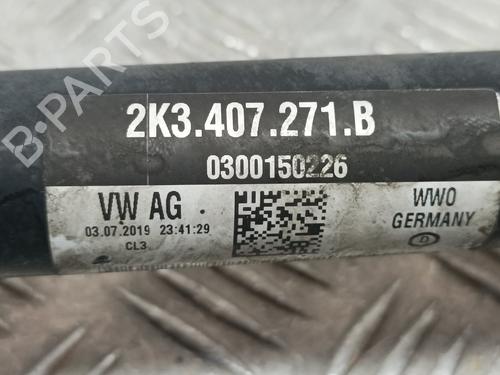 B-PARTS
2K3.407.271.B
0300150226
VW AG
03.07.2019 23:41:29
CL3
WWO
GERMANY